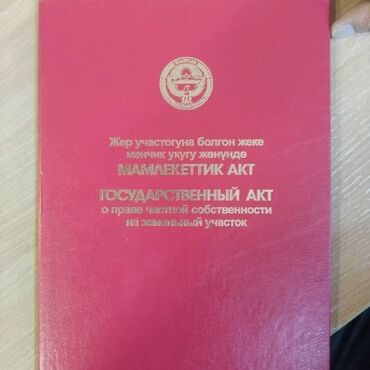 Жер участогуна болгон жеке
менчик укугу жөнүндө
МАМЛЕКЕТТИК АКТ
ГОСУДАРСТВЕННЫЙ АКТ
о праве частной собственности
на земельный участок